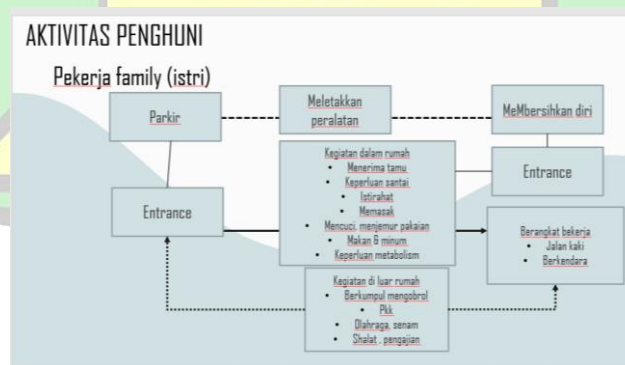 AKTIVITAS PENGHUNI
Pekerja family (istri)
Parkir
Meletakkan
peralatan
MeMbersihkan diri
Entrance
Kegiatan dalam rumah
• Menerima tamu
• Keperluan santai
• Istirahat
• Memasak
• Mencuci, menjemur pakaian
• Makan & minum
• Keperluan metabolism
Entrance
Berangkat bekerja
• Jalan kaki
• Berkendara
Kegiatan di luar rumah
• Berkumpul mengobrol
• Pkk
• Olahraga, senam
• Shalat , pengajian